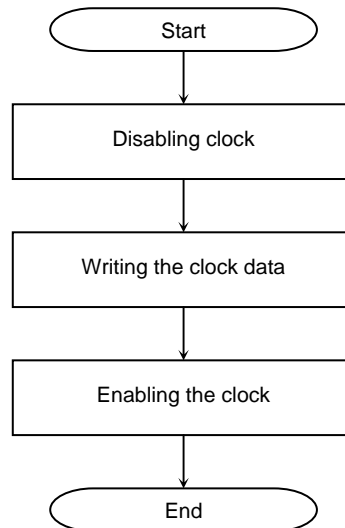 Start
Disabling clock
Writing the clock data
Enabling the clock
End